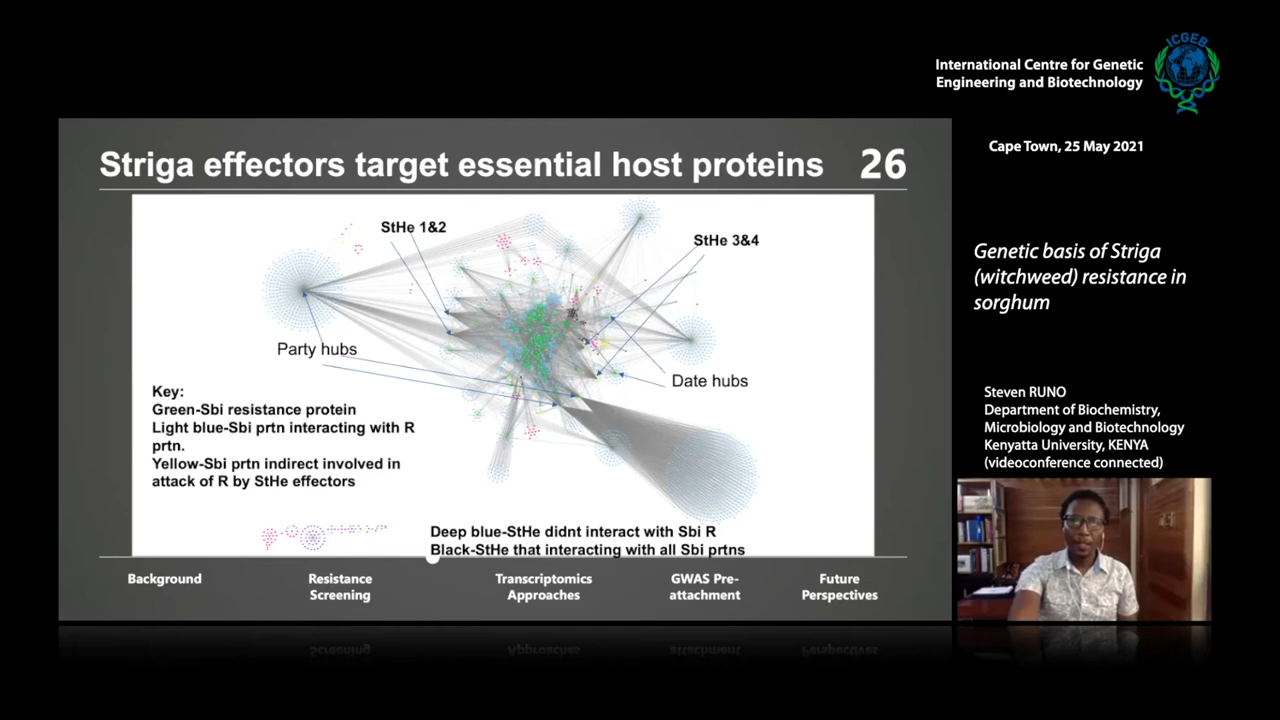 ICGEB
International Centre for Genetic
Engineering and Biotechnology
Cape Town, 25 May 2021
Striga effectors target essential host proteins 26
StHe 1&2
StHe 3&4
Party hubs
Date hubs
Key:
Green-Sbi resistance protein
Light blue-Sbi prtn interacting with R
prtn.
Yellow-Sbi prtn indirect involved in
attack of R by StHe effectors
Deep blue-StHe didnt interact with Sbi R
Black-StHe that interacting with all Sbi prtns
Background
Resistance
Screening
Transcriptomics
Approaches
GWAS Pre-
attachment
Future
Perspectives
Genetic basis of Striga
(witchweed) resistance in
sorghum
Steven RUNO
Department of Biochemistry,
Microbiology and Biotechnology
Kenyatta University, KENYA
(videoconference connected)